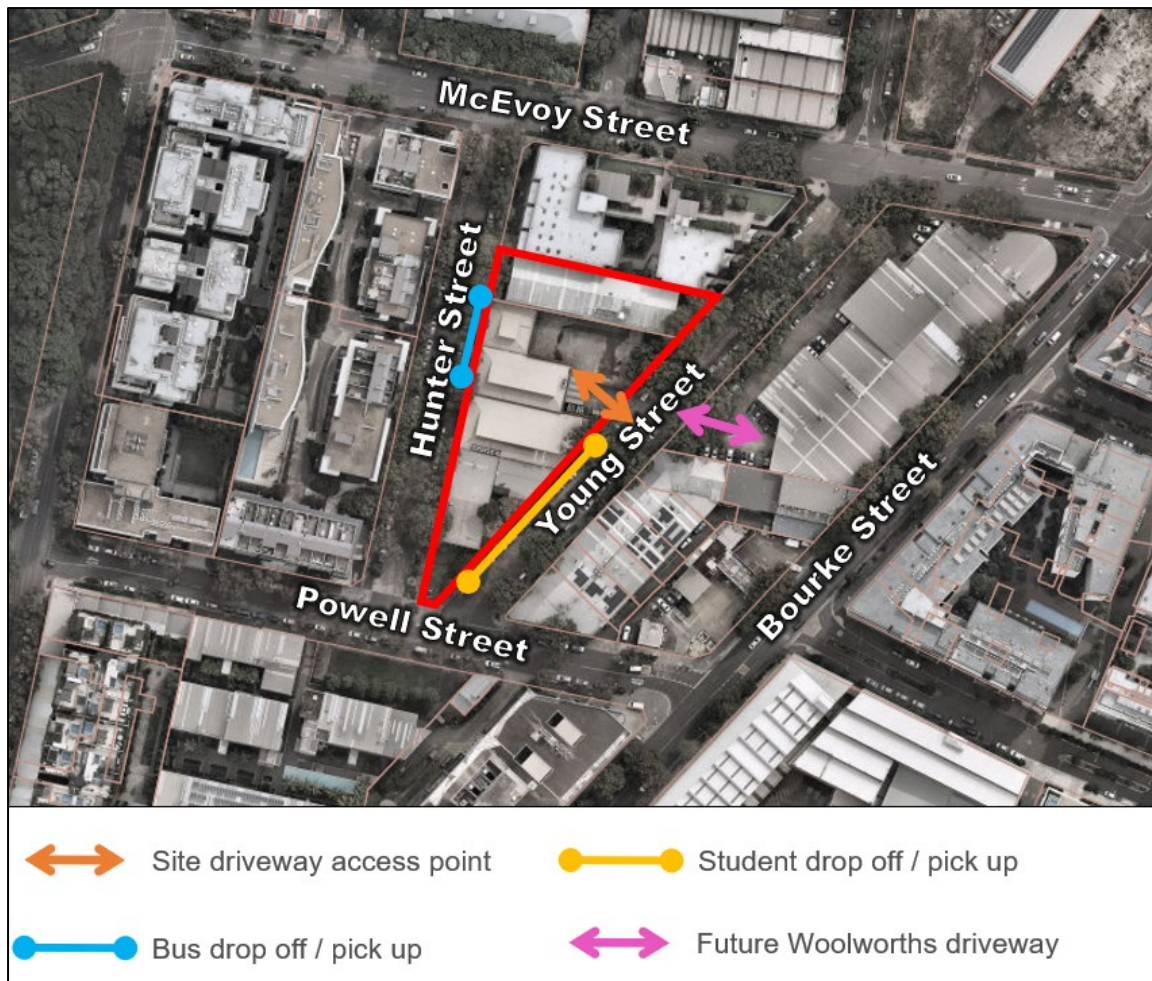 McEvoy Street
Hunter Street
Young Street
Bourke Street
Powell Street
Site driveway access point
Student drop off / pick up
Bus drop off / pick up
Future Woolworths driveway